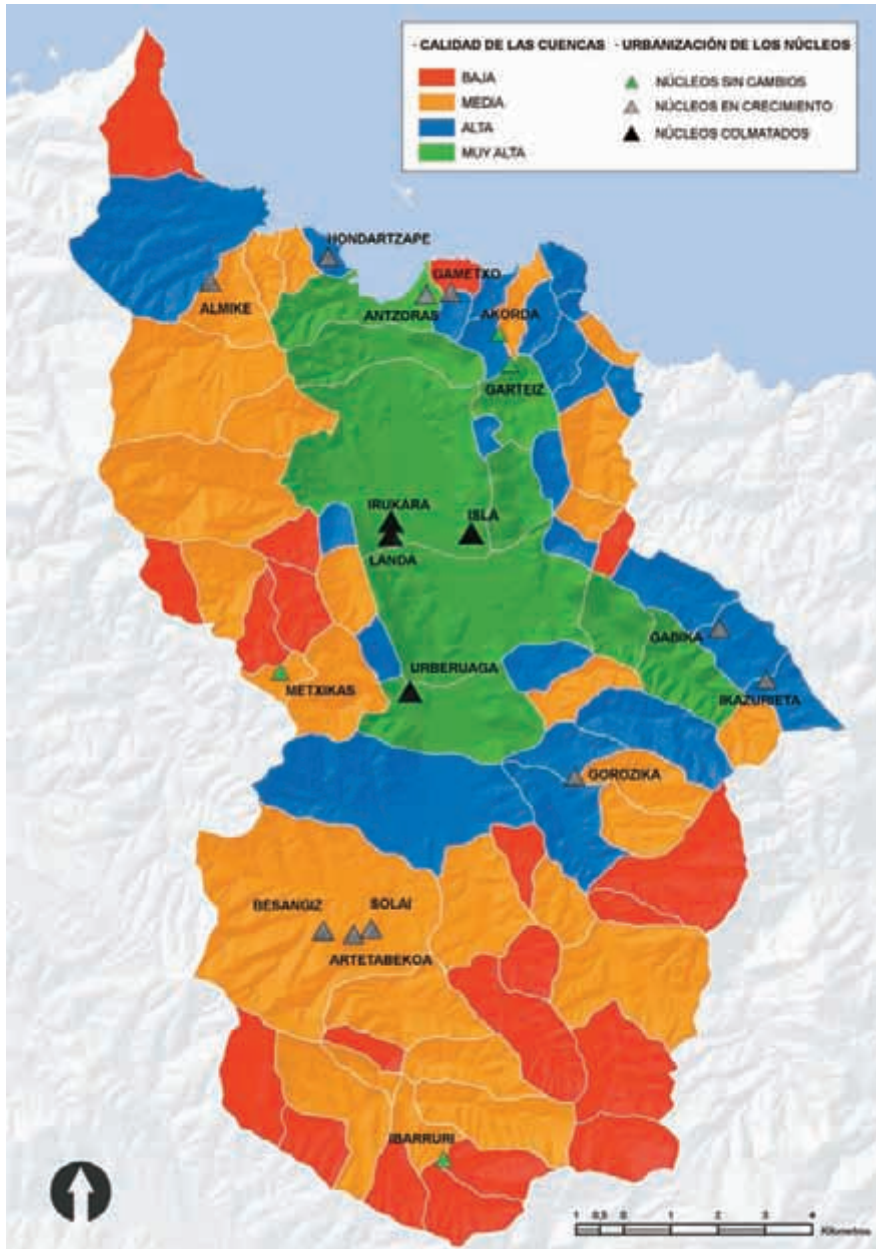 - CALIDAD DE LAS CUENCAS
BAJA
MEDIA
ALTA
MUY ALTA
- URBANIZACIÓN DE LOS NÚCLEOS
NÚCLEOS SIN CAMBIOS
NÚCLEOS EN CRECIMIENTO
NÚCLEOS COLMATADOS
HONDARTZAPE
GAMETXO
ALMIKE
ANTZORAS
AKORDA
GARTEIZ
IRUKARA
ISLA
LANDA
GABIKA
URBERUAGA
METXIKAS
IKAZURIETA
GOROZIKA
BESANGIZ
SOLAI
ARTETABEKOA
IBARRURI
1 0,5 0 1 2 3 4
Kilometros